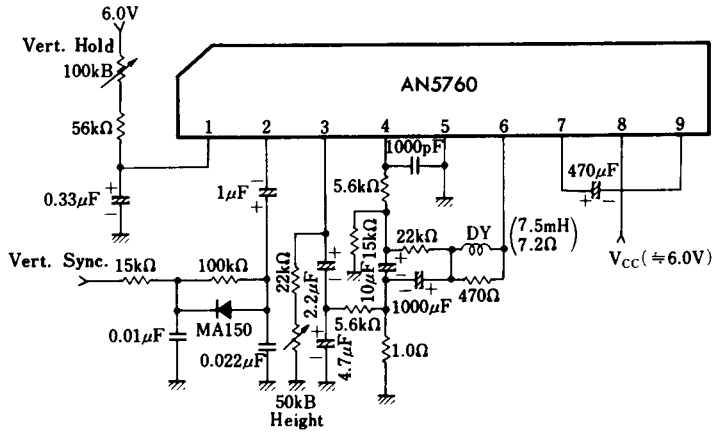 6.0V
Vert. Hold
100kB
AN5760
56kΩ
1 2 3 4 5 6 7 8 9
1000pF
470μF
+ −
5.6kΩ
+
−
0.33μF
−
1μF
+
22kΩ DY (7.5mH
7.2Ω)
15kΩ
VCC(≒6.0V)
Vert. Sync.
15kΩ
100kΩ
22kΩ
+
−
2.2μF
10μF
+
−
− +
1000μF
470Ω
5.6kΩ
MA150
0.01μF
0.022μF
+
−
4.7μF
1.0Ω
50kB
Height